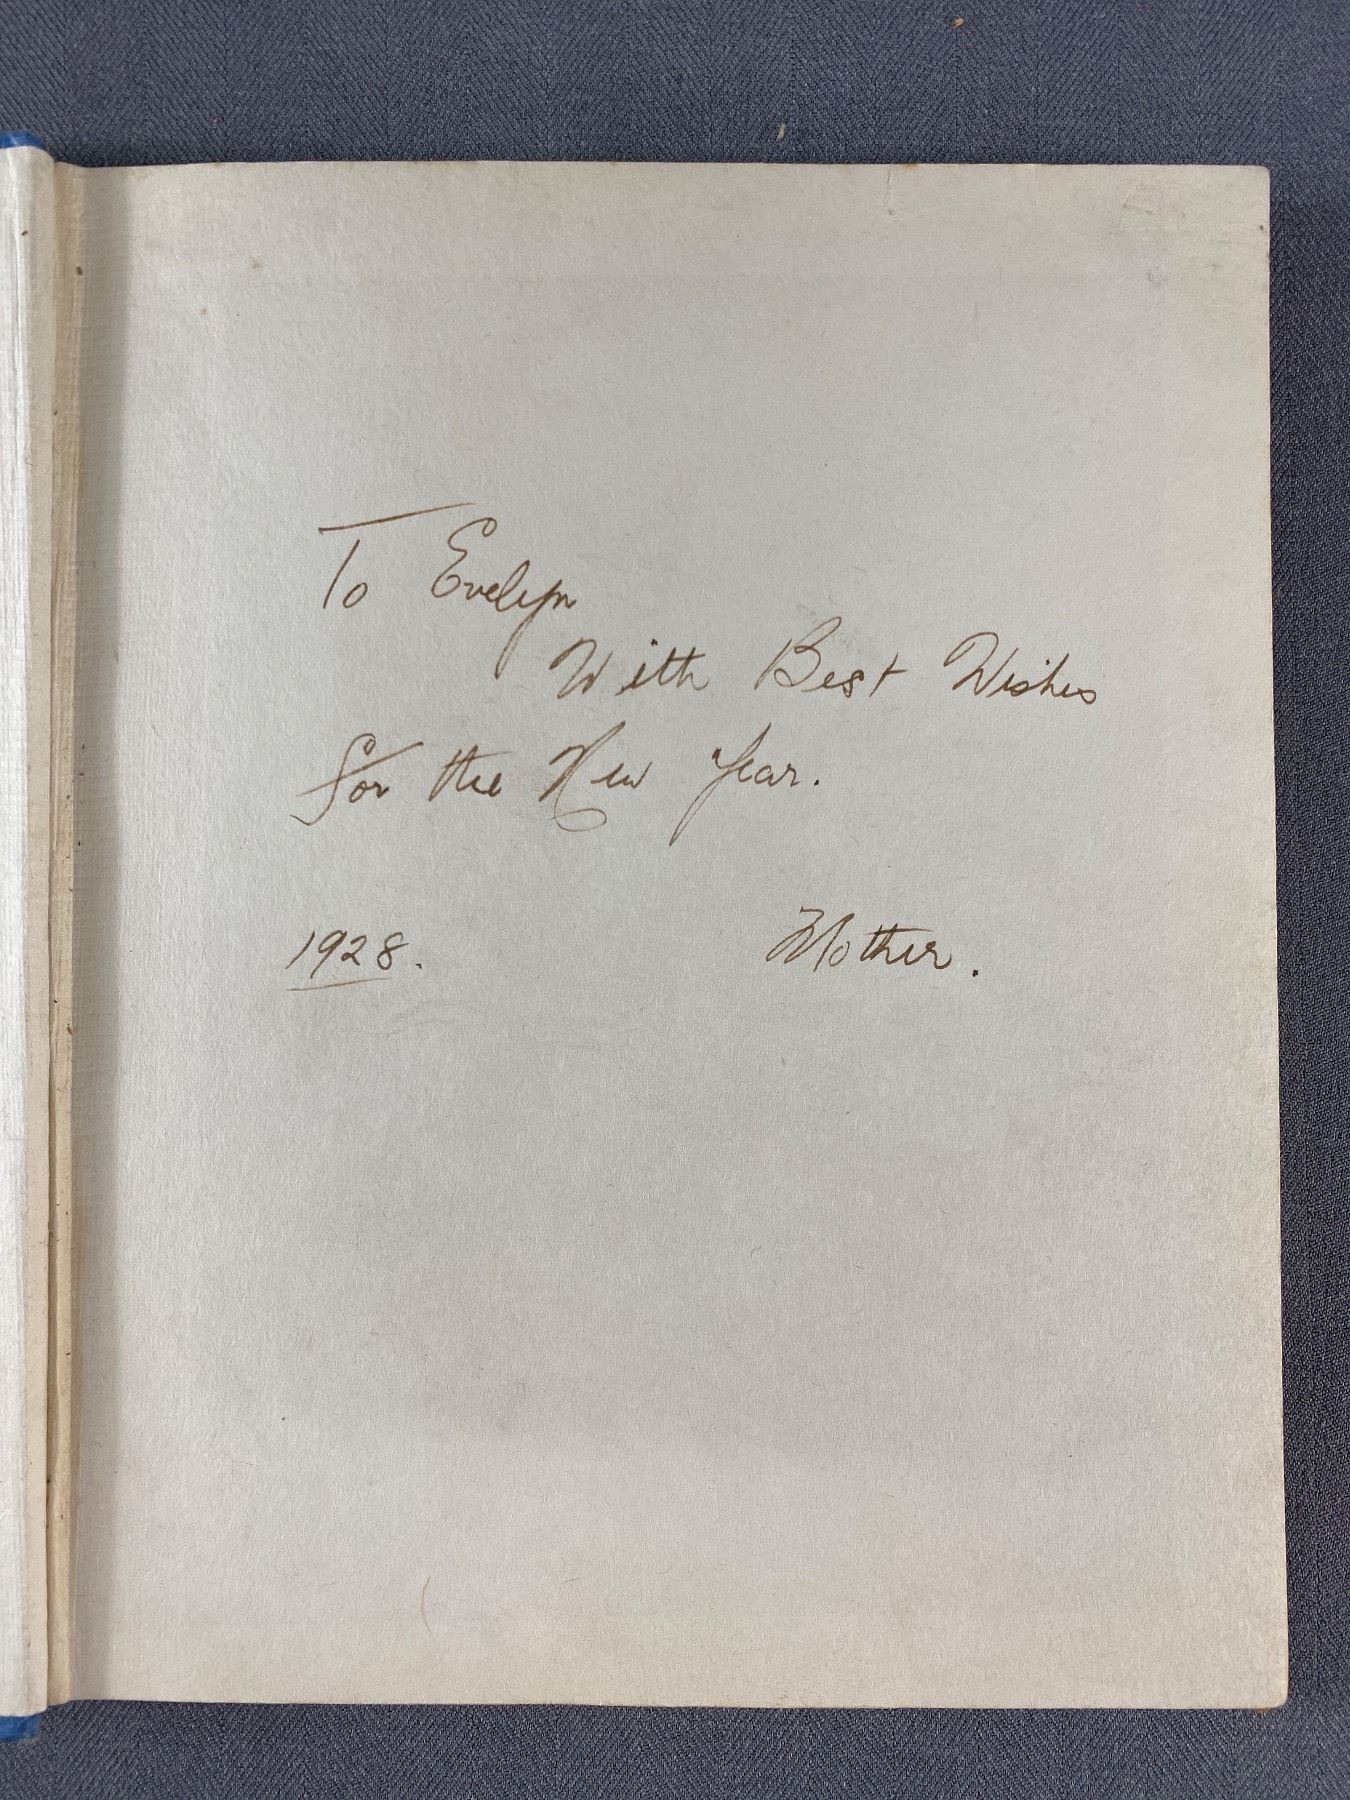 To Evelyn
With Best Wishes
for the New Year.
1928. Mother.